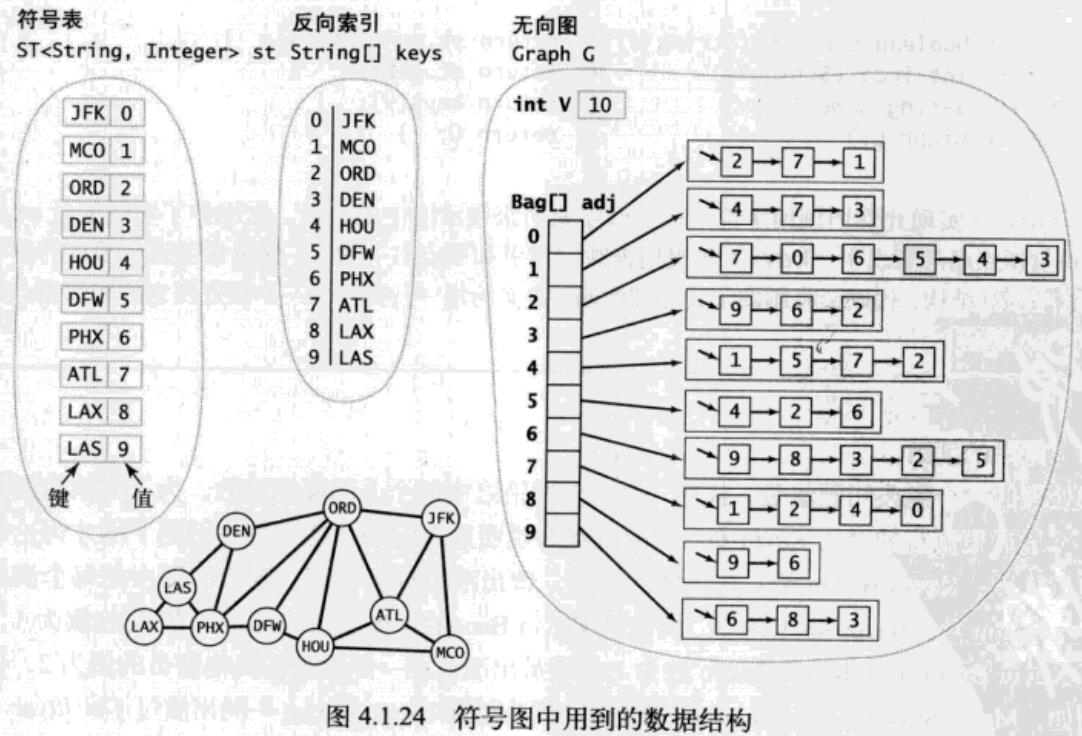 符号表
ST<String, Integer> st
JFK 0
MCO 1
ORD 2
DEN 3
HOU 4
DFW 5
PHX 6
ATL 7
LAX 8
LAS 9
键 值
反向索引
String[] keys
0 JFK
1 MCO
2 ORD
3 DEN
4 HOU
5 DFW
6 PHX
7 ATL
8 LAX
9 LAS
无向图
Graph G
int V 10
Bag[] adj
0
1
2
3
4
5
6
7
8
9
2 7 1
4 7 3
7 0 6 5 4 3
9 6 2
1 5 7 2
4 2 6
9 8 3 2 5
1 2 4 0
9 6
6 8 3
ORD
JFK
DEN
LAS
ATL
LAX
PHX
DFW
HOU
MCO
图 4.1.24 符号图中用到的数据结构